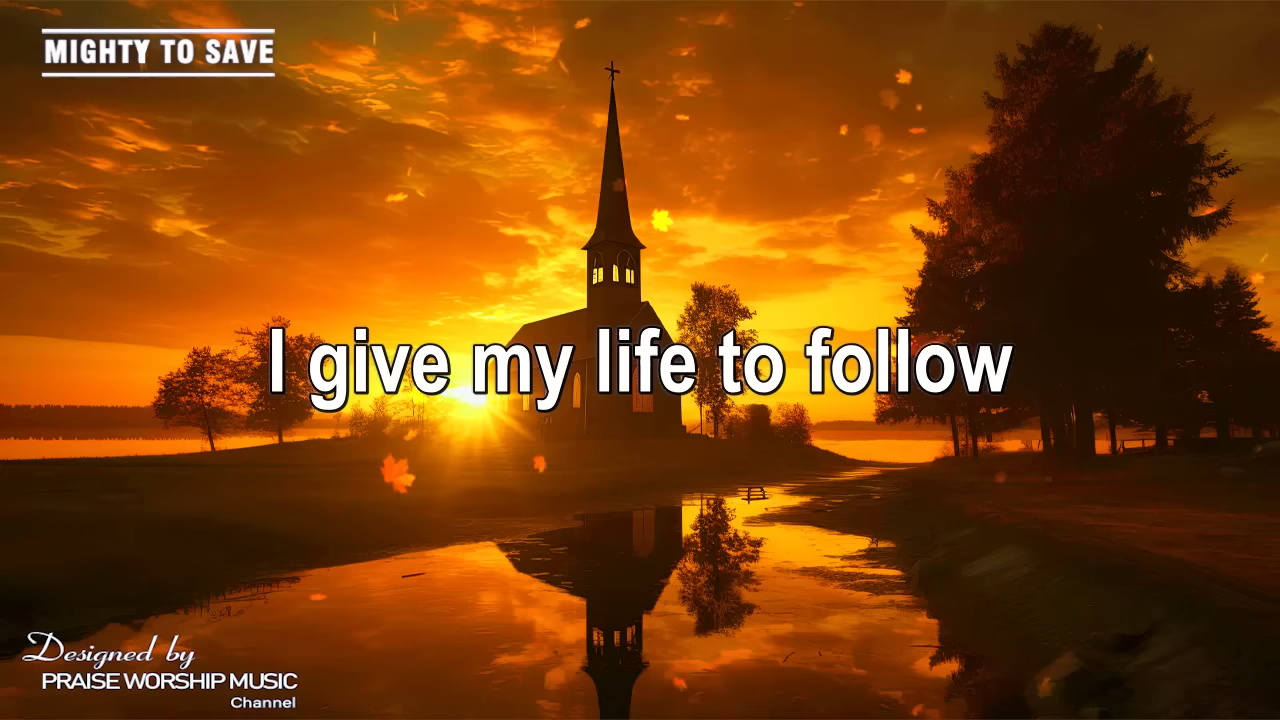 MIGHTY TO SAVE
I give my life to follow
Designed by
PRAISE WORSHIP MUSIC
Channel